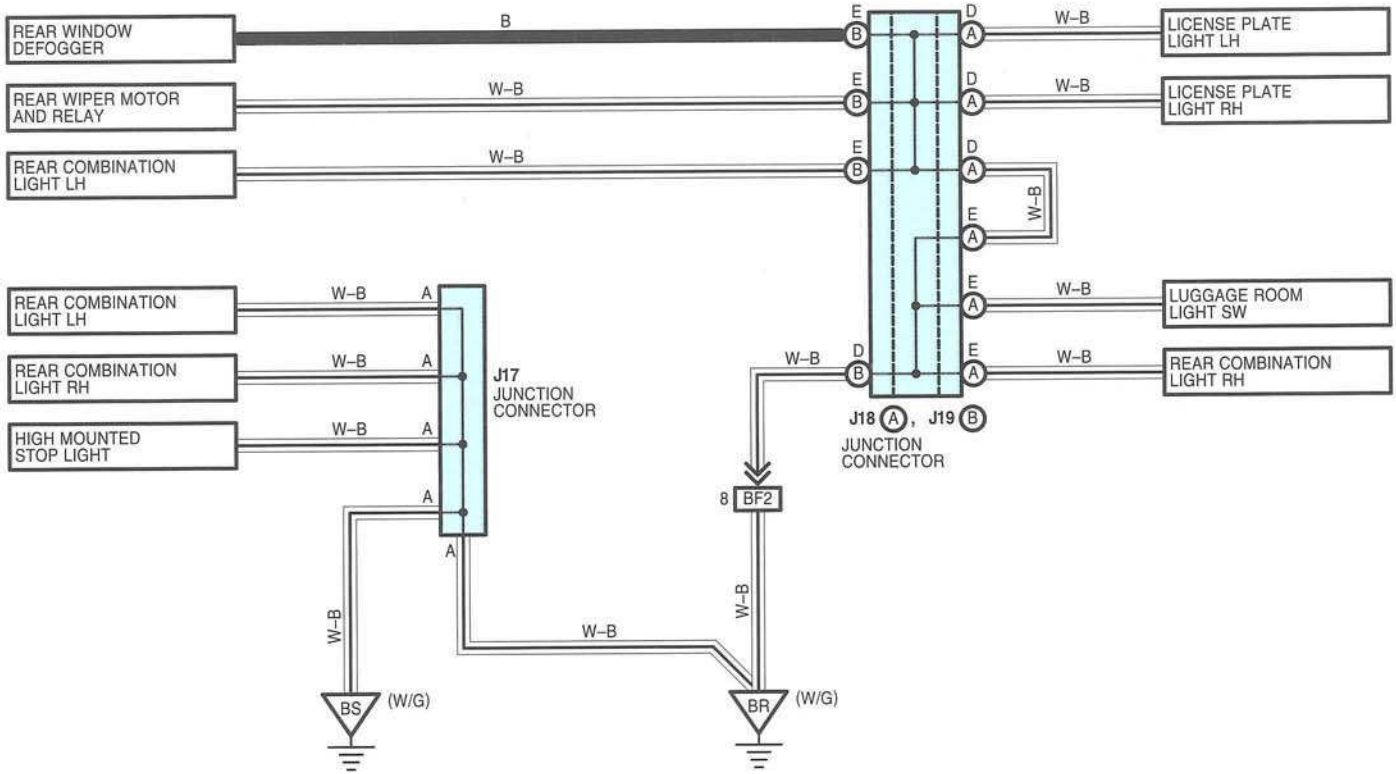 REAR WINDOW
DEFOGGER
B
E
B
D
A
W–B
LICENSE PLATE
LIGHT LH
REAR WIPER MOTOR
AND RELAY
W–B
E
B
D
A
W–B
LICENSE PLATE
LIGHT RH
REAR COMBINATION
LIGHT LH
W–B
E
B
D
A
W–B
E
A
REAR COMBINATION
LIGHT LH
W–B
A
E
A
W–B
LUGGAGE ROOM
LIGHT SW
REAR COMBINATION
LIGHT RH
W–B
A
J17
JUNCTION
CONNECTOR
W–B
D
B
E
A
W–B
REAR COMBINATION
LIGHT RH
HIGH MOUNTED
STOP LIGHT
W–B
A
J18 A , J19 B
JUNCTION
CONNECTOR
A
8 BF2
A
W–B
W–B
W–B
BS (W/G)
BR (W/G)